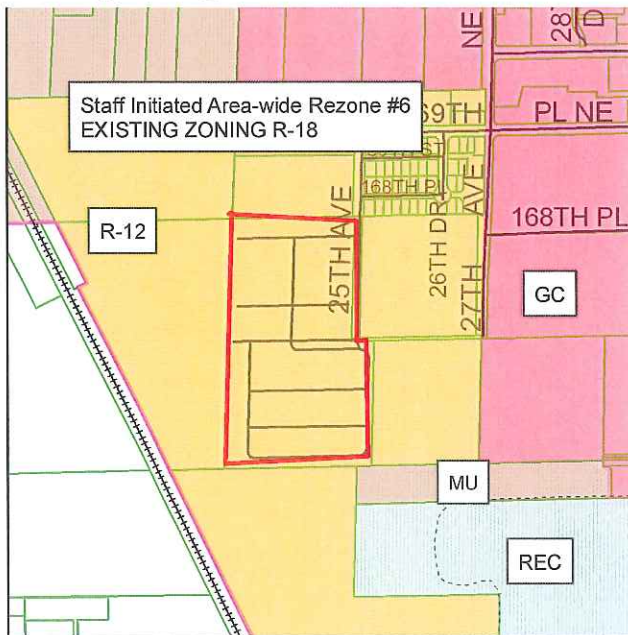 NE
28T
D
Staff Initiated Area-wide Rezone #6
EXISTING ZONING R-18
69TH
PL NE
168TH PL
25TH AVE
26TH DR
27TH
AVE
168TH PL
R-12
GC
MU
REC